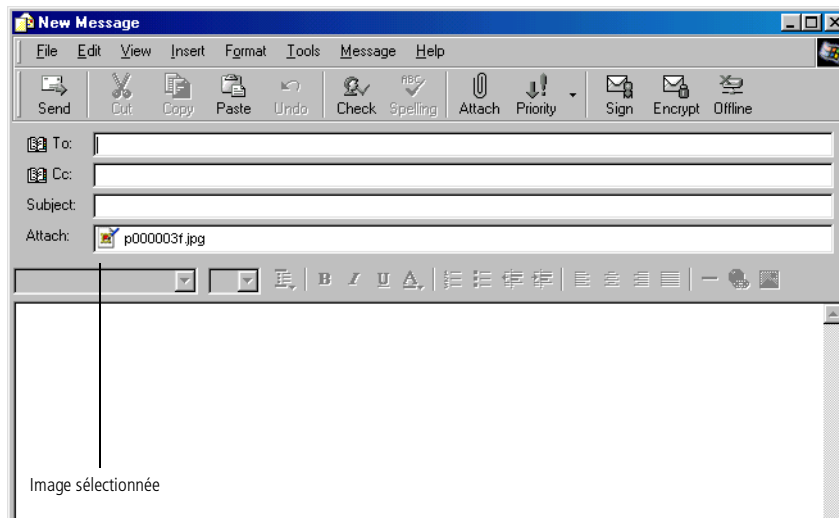 New Message
File Edit View Insert Format Tools Message Help
Send Cut Copy Paste Undo Check Spelling Attach Priority Sign Encrypt Offline
To:
Cc:
Subject:
Attach: p000003f.jpg
B I U A
Image sélectionnée